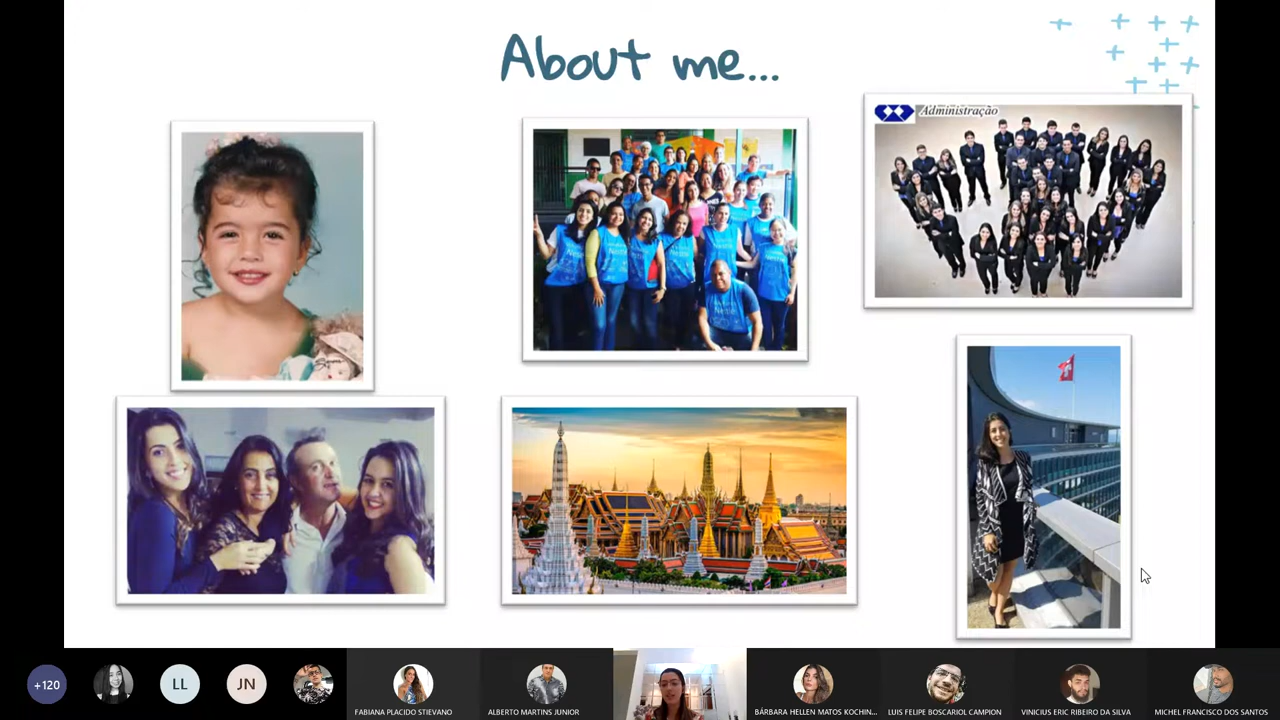 About me...
Administração
+120
LL
JN
FABIANA PLACIDO STIEVANO
ALBERTO MARTINS JUNIOR
BÁRBARA HELLEN MATOS KOCHIN...
LUIS FELIPE BOSCARIOL CAMPION
VINICIUS ERIC RIBEIRO DA SILVA
MICHEL FRANCISCO DOS SANTOS